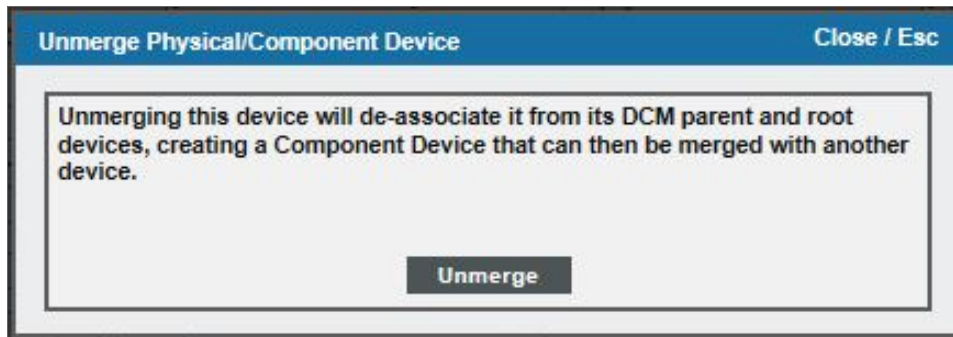 Unmerge Physical/Component Device Close / Esc
Unmerging this device will de-associate it from its DCM parent and root
devices, creating a Component Device that can then be merged with another
device.
Unmerge